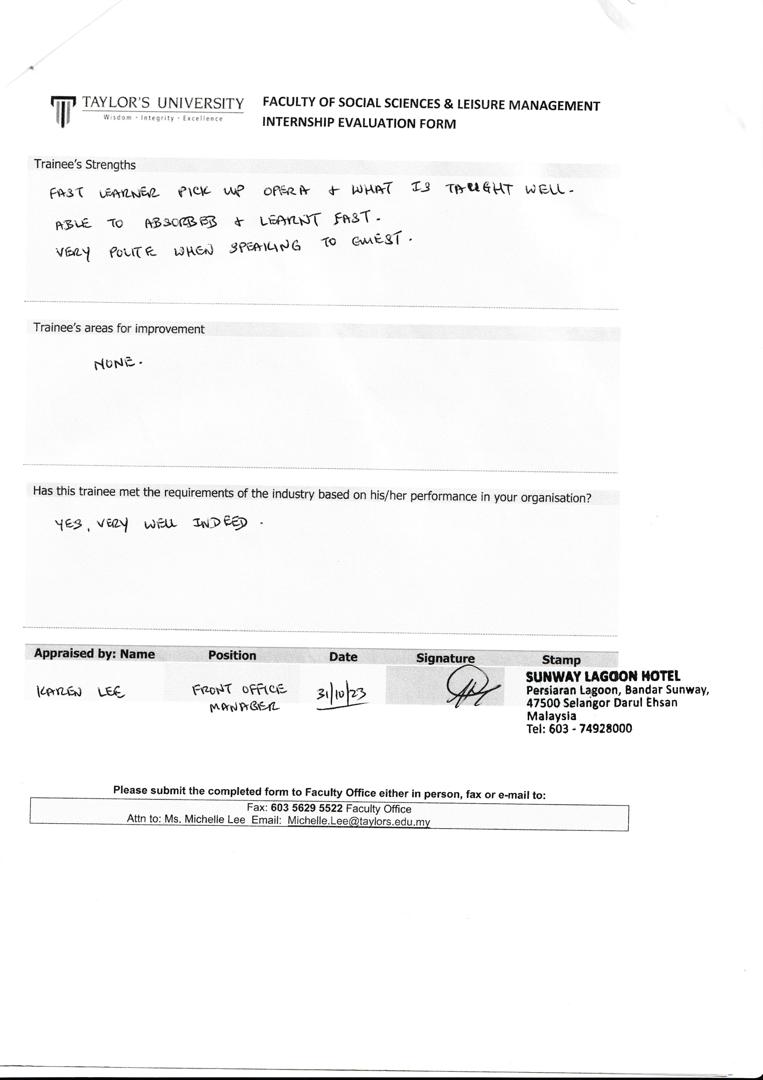 TAYLOR'S UNIVERSITY
Wisdom · Integrity · Excellence
FACULTY OF SOCIAL SCIENCES & LEISURE MANAGEMENT
INTERNSHIP EVALUATION FORM
Trainee's Strengths
FAST LEARNER PICK UP OPERA + WHAT IS TAUGHT WELL.
ABLE TO ABSORBED + LEARNT FAST.
VERY POLITE WHEN SPEAKING TO GUEST.
Trainee's areas for improvement
NONE.
Has this trainee met the requirements of the industry based on his/her performance in your organisation?
YES, VERY WELL INDEED.
Appraised by: Name Position Date Signature Stamp
KAREN LEE FRONT OFFICE MANAGER 31/10/23
SUNWAY LAGOON HOTEL
Persiaran Lagoon, Bandar Sunway,
47500 Selangor Darul Ehsan
Malaysia
Tel: 603 - 74928000
Please submit the completed form to Faculty Office either in person, fax or e-mail to:
Fax: 603 5629 5522 Faculty Office
Attn to: Ms. Michelle Lee Email: Michelle.Lee@taylors.edu.my